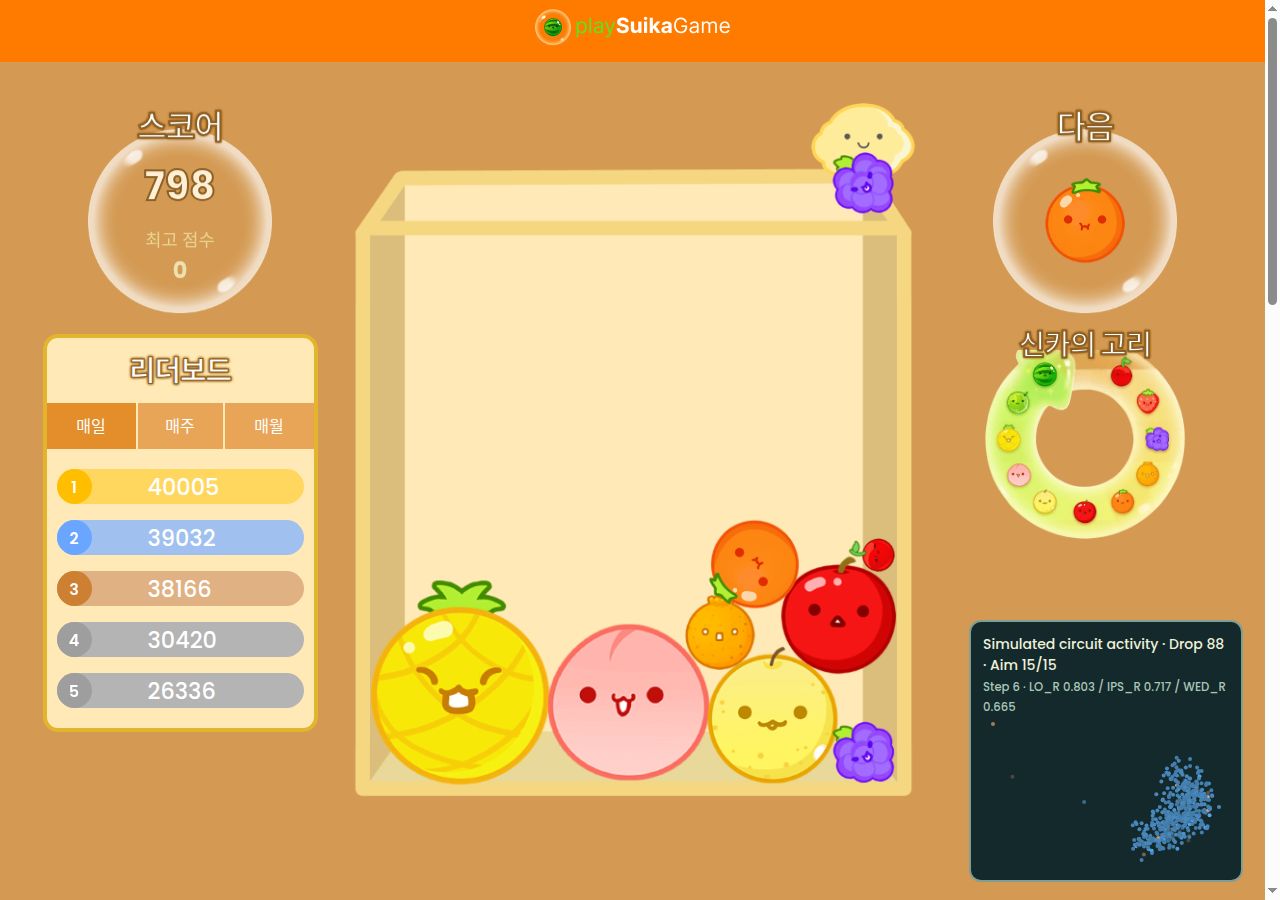 playSuikaGame
스코어
798
최고 점수
0
리더보드
매일 매주 매월
1 40005
2 39032
3 38166
4 30420
5 26336
다음
신카의 고리
Simulated circuit activity · Drop 88
· Aim 15/15
Step 6 · LO_R 0.803 / IPS_R 0.717 / WED_R
0.665